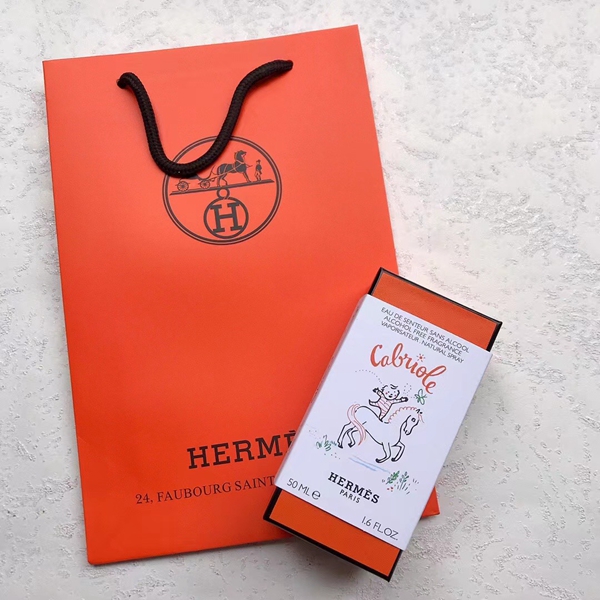 H
HERMÈS
24, FAUBOURG SAINT
EAU DE SENTEUR SANS ALCOOL
ALCOHOL FREE FRAGRANCE
VAPORISATEUR · NATURAL SPRAY
Cabriole
HERMÈS
PARIS
50 ML ℮
1.6 FL.OZ